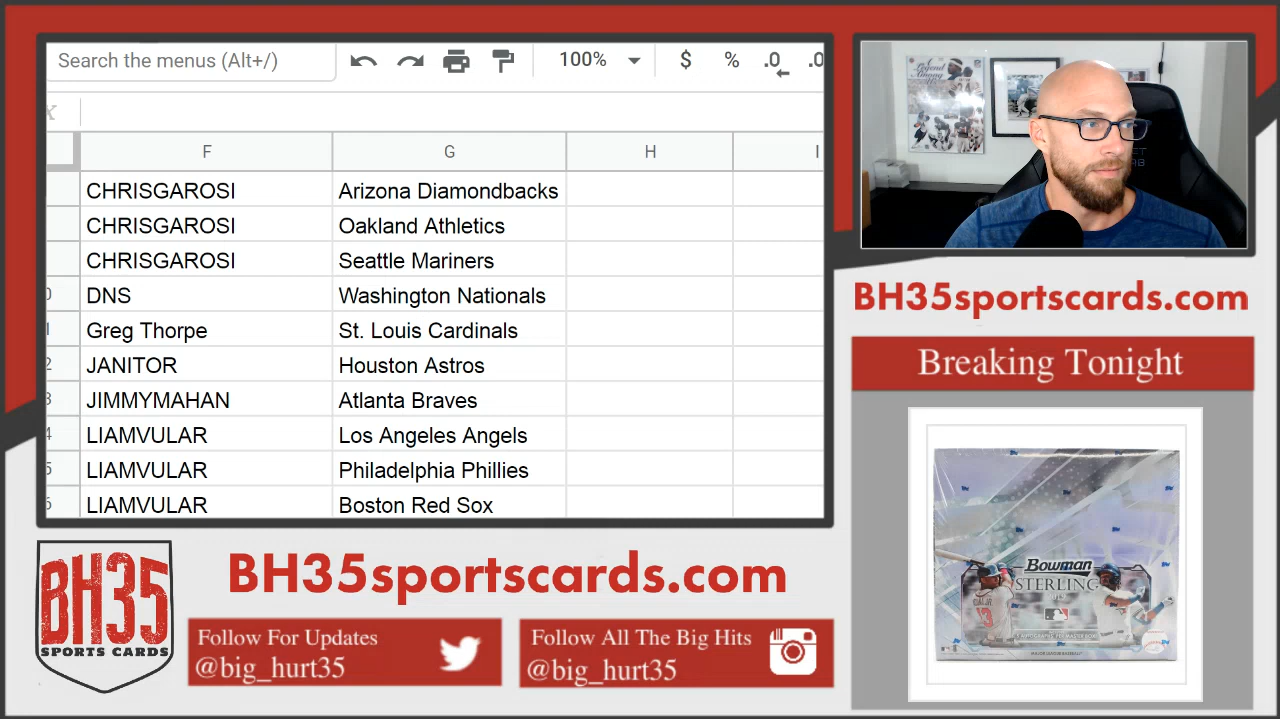 Search the menus (Alt+/)
100%
$ % .0 .0
F G H I
CHRISGAROSI Arizona Diamondbacks
CHRISGAROSI Oakland Athletics
CHRISGAROSI Seattle Mariners
DNS Washington Nationals
Greg Thorpe St. Louis Cardinals
JANITOR Houston Astros
JIMMYMAHAN Atlanta Braves
LIAMVULAR Los Angeles Angels
LIAMVULAR Philadelphia Phillies
LIAMVULAR Boston Red Sox
BH35sportscards.com
Breaking Tonight
Bowman
STERLING
BH35
SPORTS CARDS
BH35sportscards.com
Follow For Updates
@big_hurt35
Follow All The Big Hits
@big_hurt35